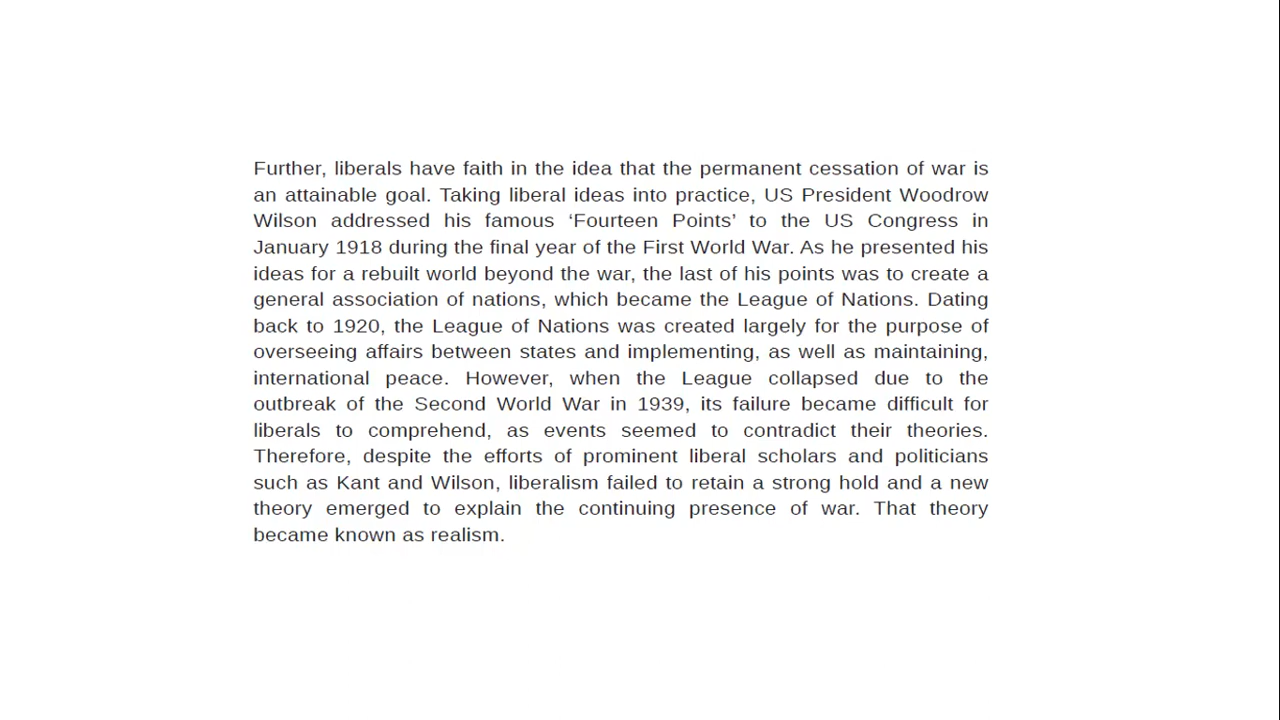 Further, liberals have faith in the idea that the permanent cessation of war is
an attainable goal. Taking liberal ideas into practice, US President Woodrow
Wilson addressed his famous ‘Fourteen Points’ to the US Congress in
January 1918 during the final year of the First World War. As he presented his
ideas for a rebuilt world beyond the war, the last of his points was to create a
general association of nations, which became the League of Nations. Dating
back to 1920, the League of Nations was created largely for the purpose of
overseeing affairs between states and implementing, as well as maintaining,
international peace. However, when the League collapsed due to the
outbreak of the Second World War in 1939, its failure became difficult for
liberals to comprehend, as events seemed to contradict their theories.
Therefore, despite the efforts of prominent liberal scholars and politicians
such as Kant and Wilson, liberalism failed to retain a strong hold and a new
theory emerged to explain the continuing presence of war. That theory
became known as realism.